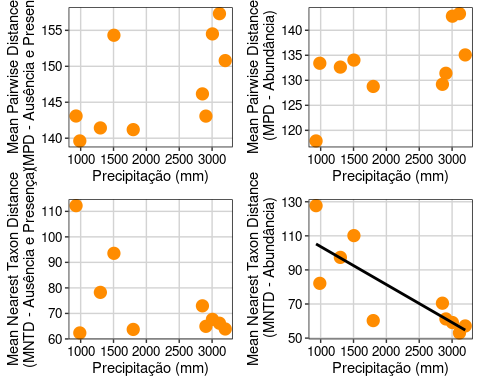 Mean Pairwise Distance
(MPD - Ausência e Presen
155
150
145
140
1000 1500 2000 2500 3000
Precipitação (mm)
Mean Pairwise Distance
(MPD - Abundância)
140
135
130
125
120
1000 1500 2000 2500 3000
Precipitação (mm)
Mean Nearest Taxon Distance
(MNTD - Ausência e Presença)
110
100
90
80
70
60
1000 1500 2000 2500 3000
Precipitação (mm)
Mean Nearest Taxon Distance
(MNTD - Abundância)
130
110
90
70
50
1000 1500 2000 2500 3000
Precipitação (mm)